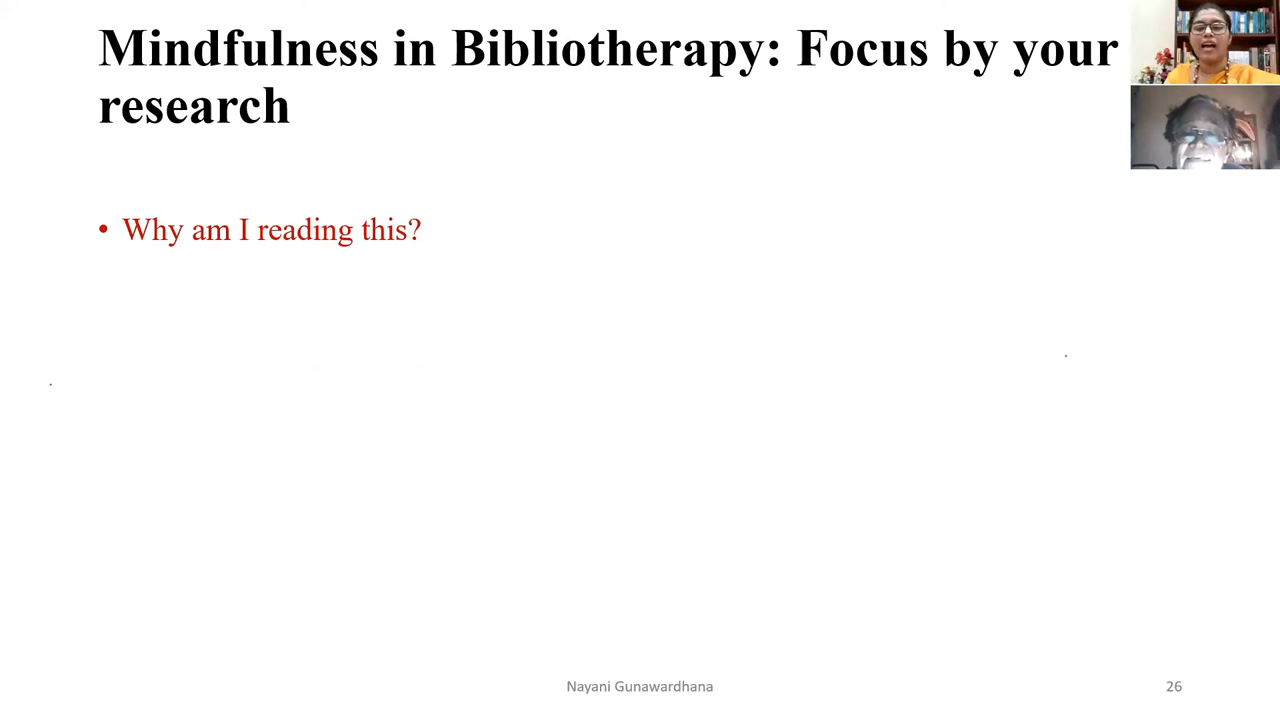 Mindfulness in Bibliotherapy: Focus by your
research
• Why am I reading this?
Nayani Gunawardhana
26